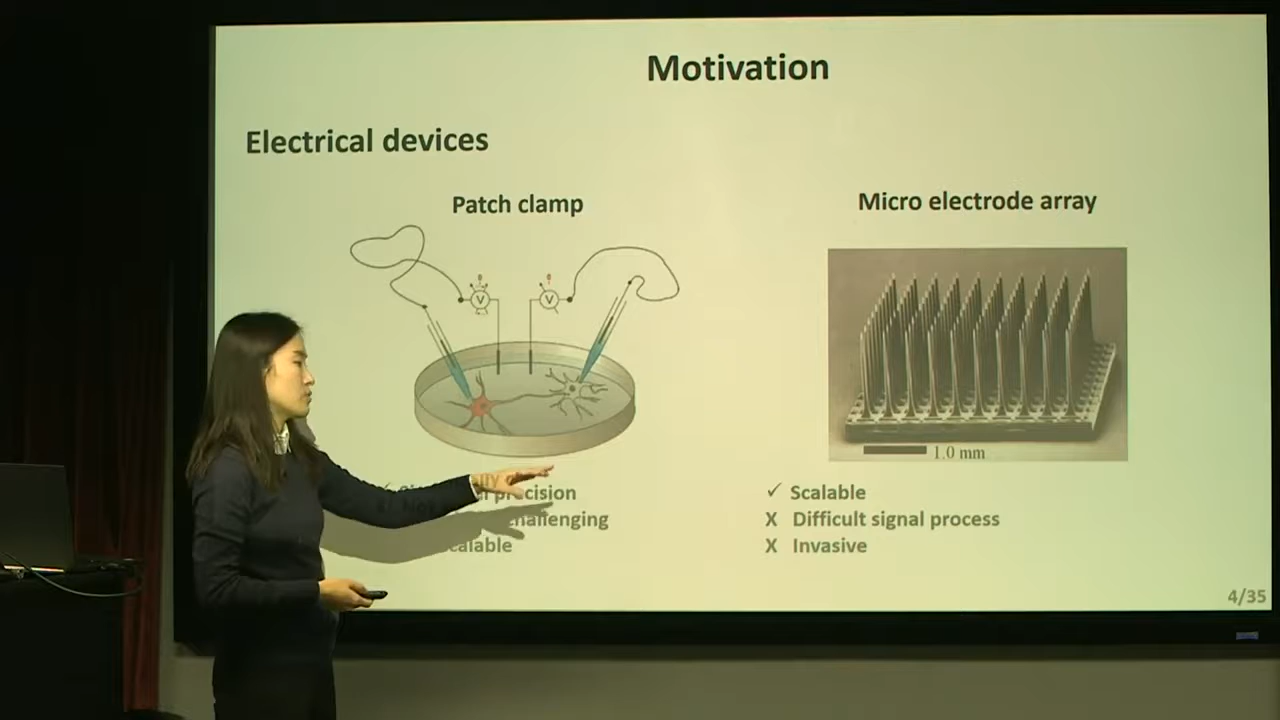 Motivation
Electrical devices
Patch clamp
Micro electrode array
V
V
1.0 mm
precision
challenging
✓ Scalable
X Difficult signal process
X Invasive
4/35